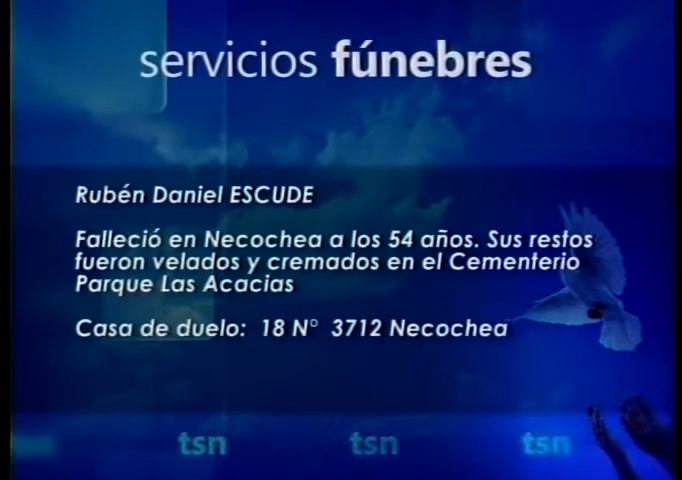 servicios fúnebres
Rubén Daniel ESCUDE
Falleció en Necochea a los 54 años. Sus restos
fueron velados y cremados en el Cementerio
Parque Las Acacias
Casa de duelo: 18 N° 3712 Necochea
tsn tsn tsn